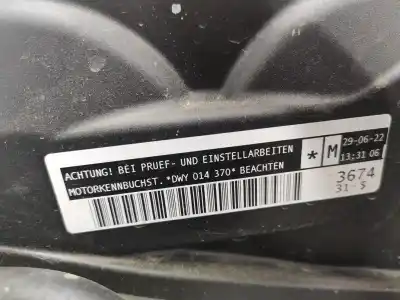 ACHTUNG! BEI PRUEF- UND EINSTELLARBEITEN
MOTORKENNBUCHST. *DWY 014 370* BEACHTEN
* M
29-06-22
13:31 06
3674
31-S